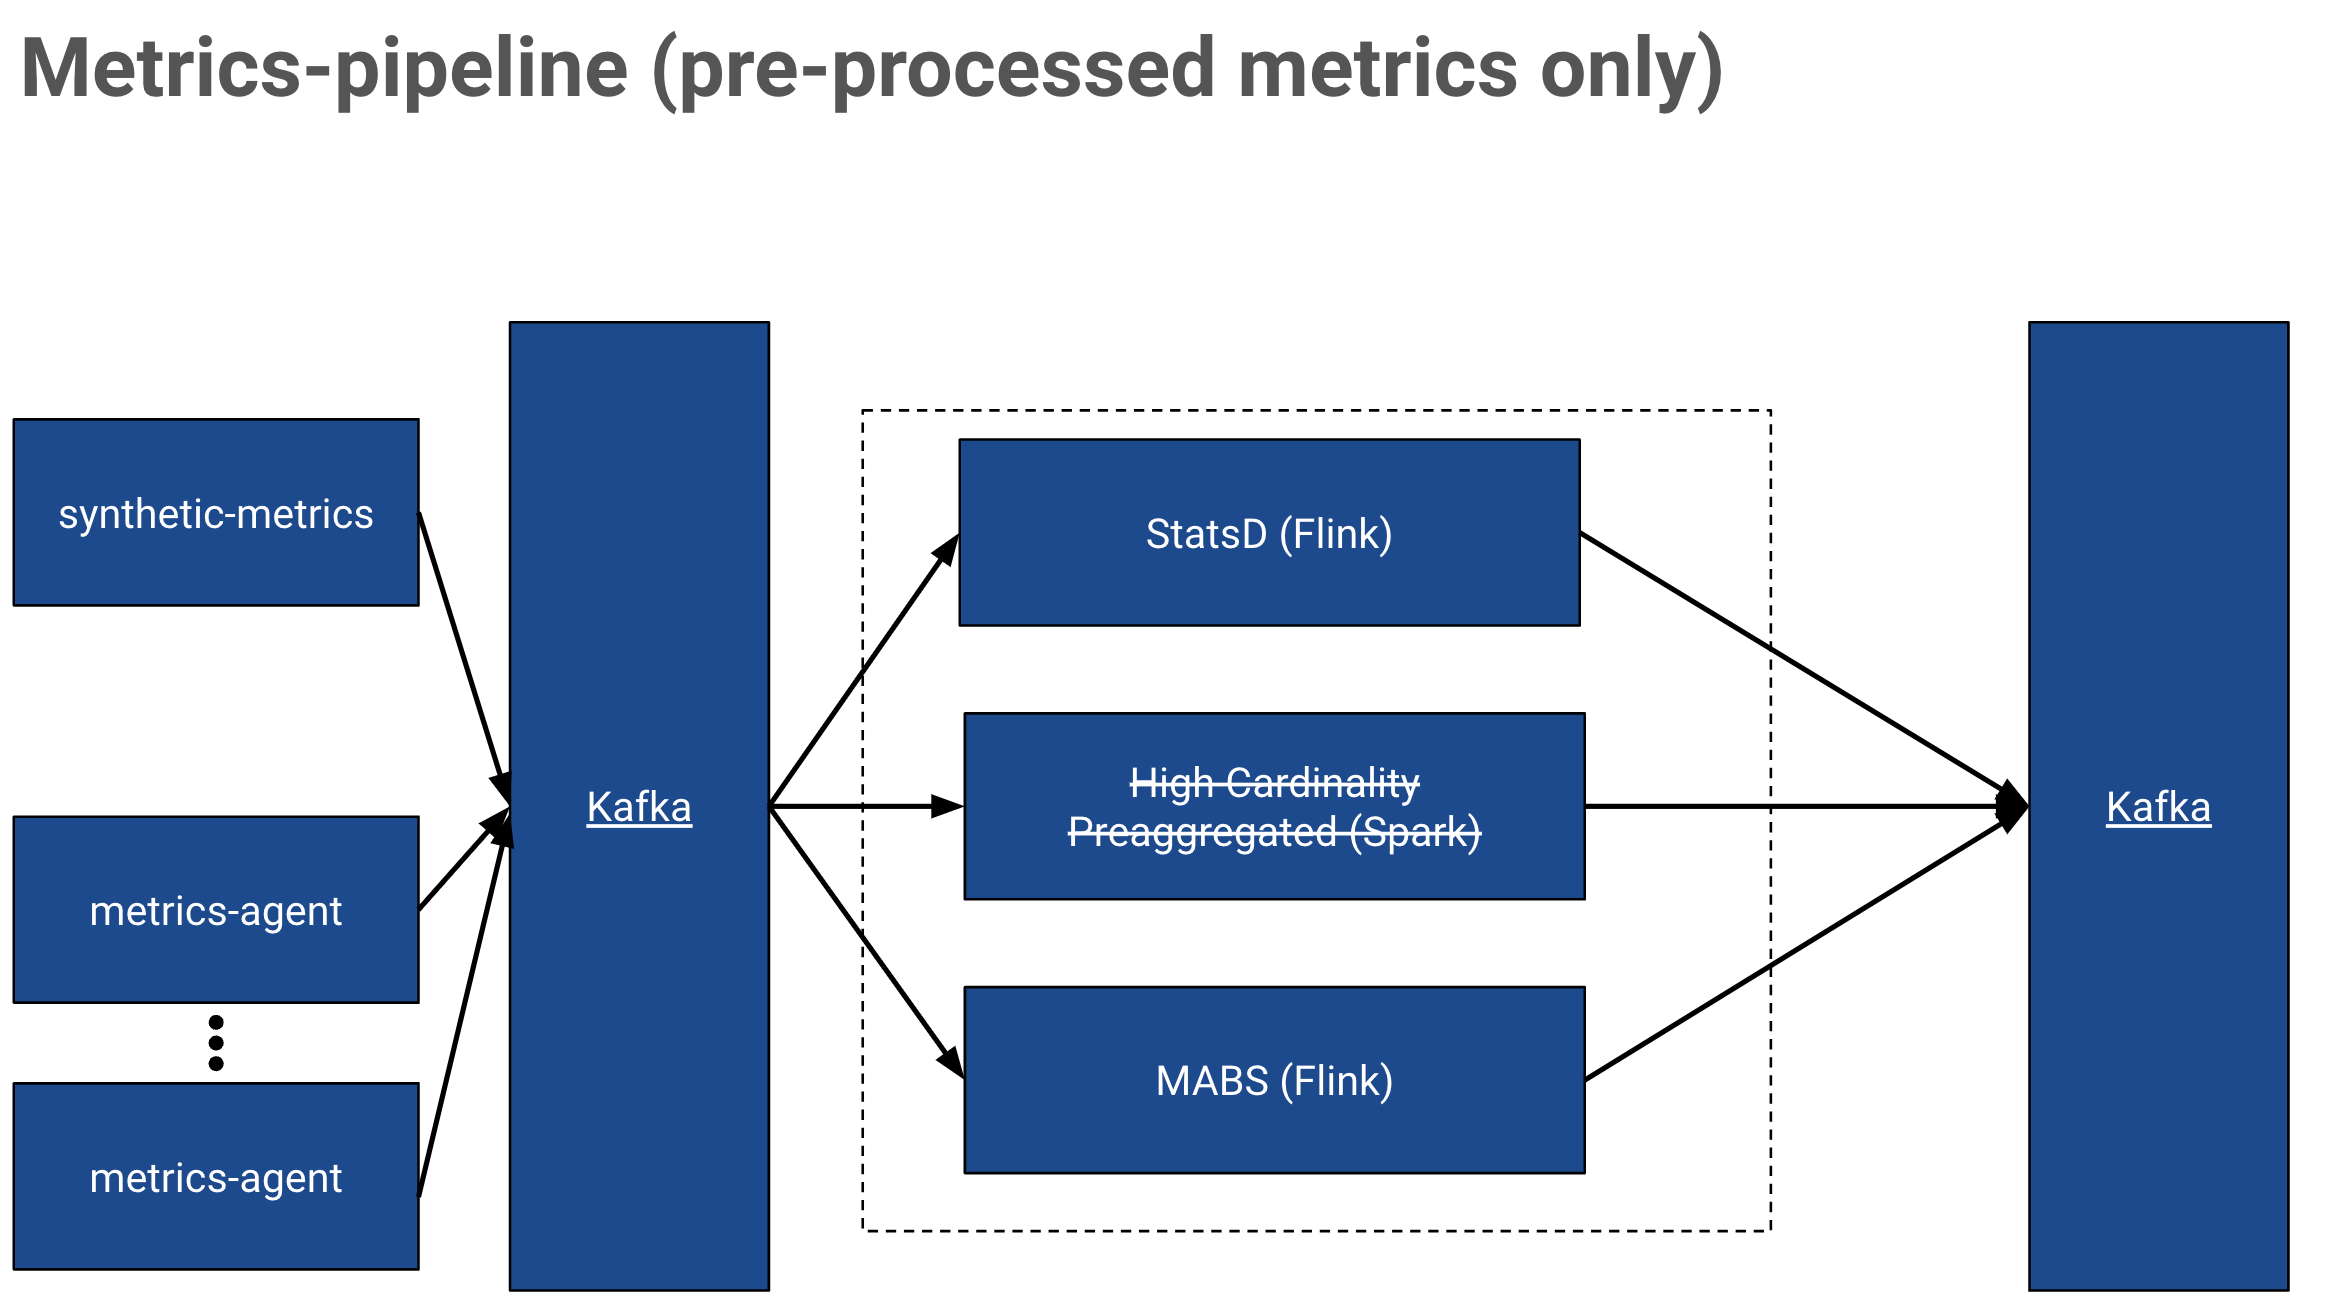 Metrics-pipeline (pre-processed metrics only)
synthetic-metrics
metrics-agent
metrics-agent
Kafka
StatsD (Flink)
High Cardinality
Preaggregated (Spark)
MABS (Flink)
Kafka